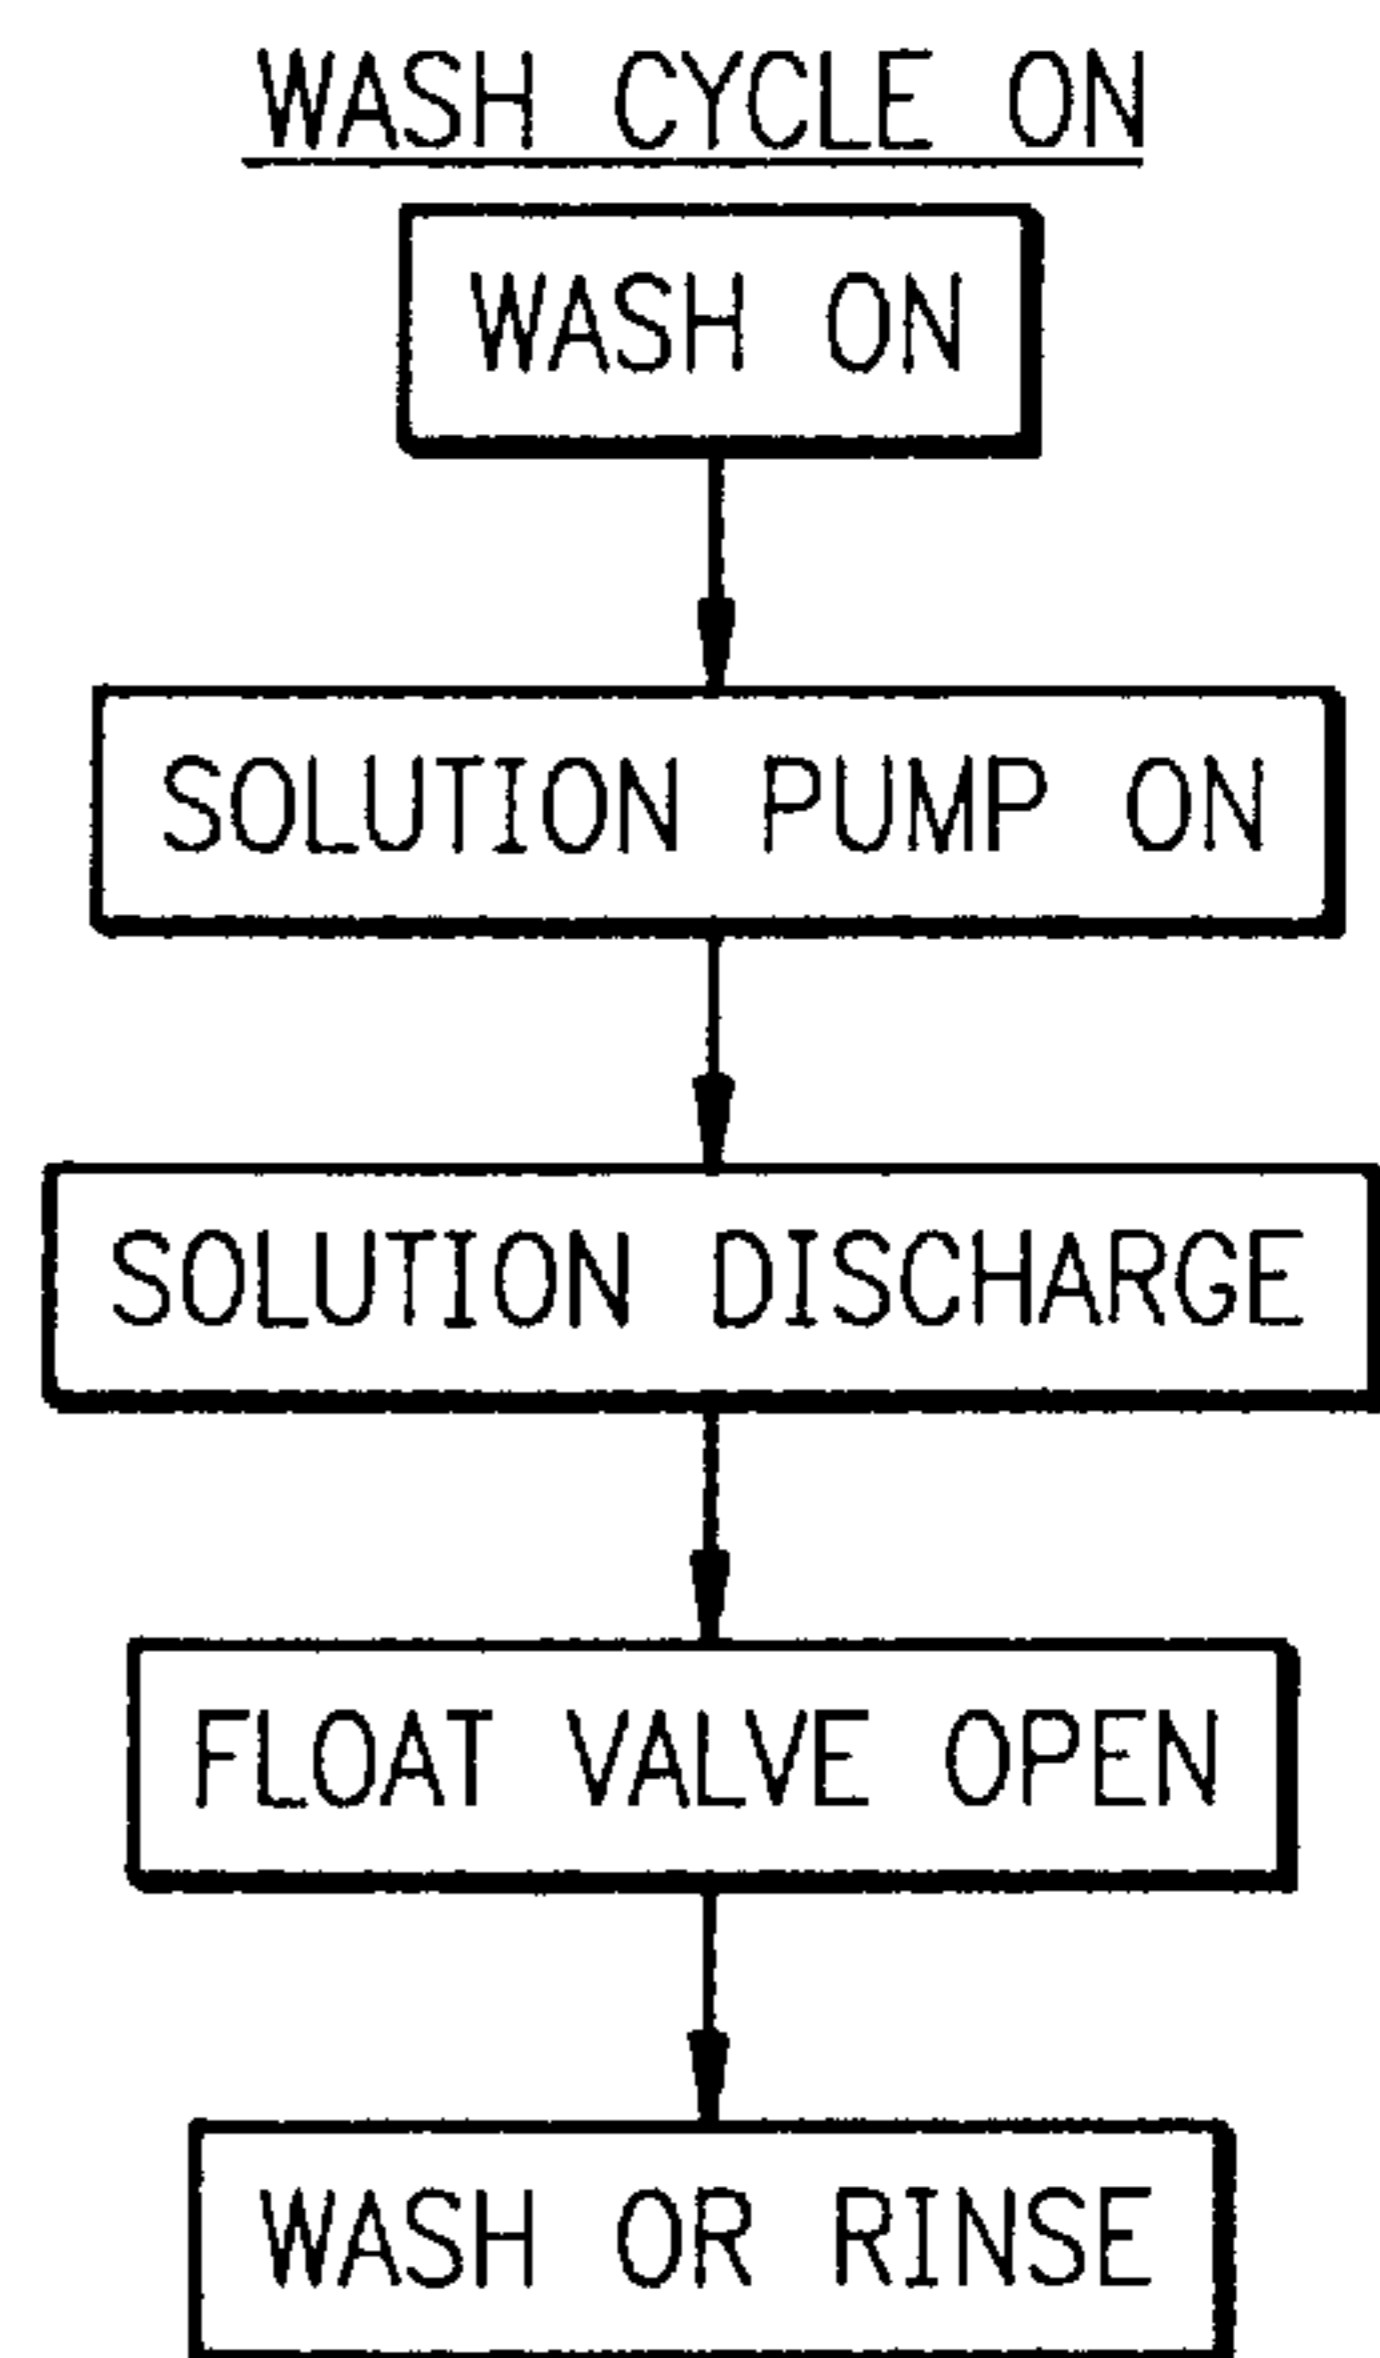 WASH CYCLE ON
WASH ON
SOLUTION PUMP ON
SOLUTION DISCHARGE
FLOAT VALVE OPEN
WASH OR RINSE